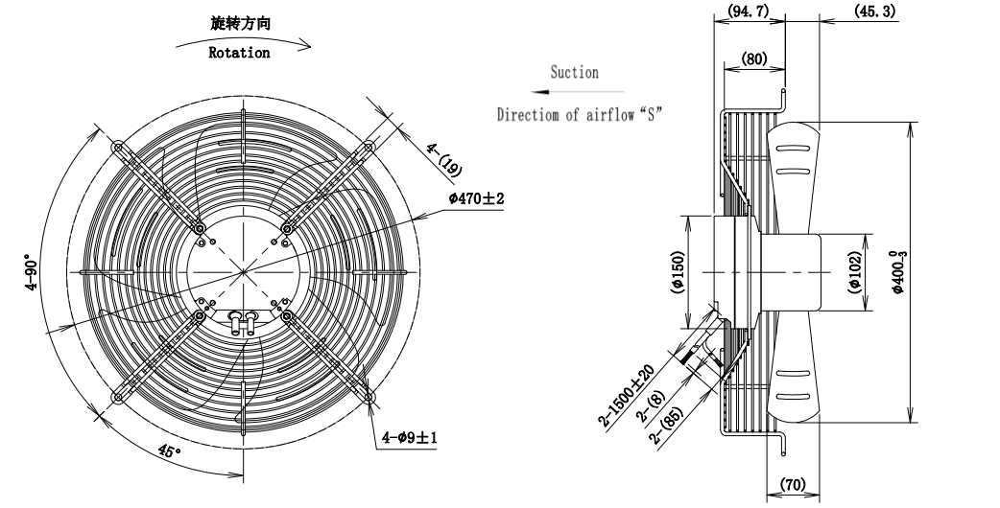 旋转方向
Rotation
4-(19)
Φ470±2
4-90°
45°
4-Φ9±1
Suction
Directiom of airflow“S”
(94.7)
(45.3)
(80)
(Φ150)
(Φ102)
Φ400 0 -3
2-1500±20
2-(8)
2-(85)
(70)